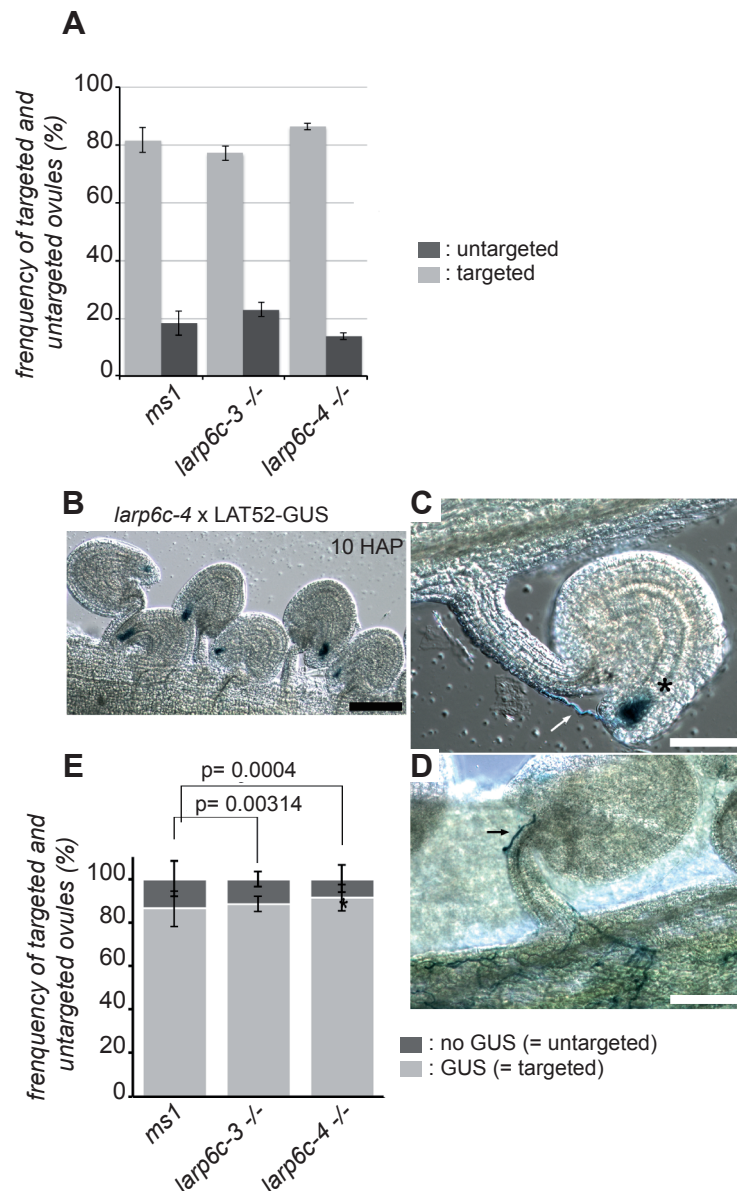 A
frenquency of targeted and
untargeted ovules (%)
100
80
60
40
20
0
ms1
larp6c-3 -/-
larp6c-4 -/-
: untargeted
: targeted
B
larp6c-4 x LAT52-GUS
10 HAP
C
*
D
E
p= 0.0004
p= 0.00314
frenquency of targeted and
untargeted ovules (%)
100
80
60
40
20
0
*
ms1
larp6c-3 -/-
larp6c-4 -/-
: no GUS (= untargeted)
: GUS (= targeted)